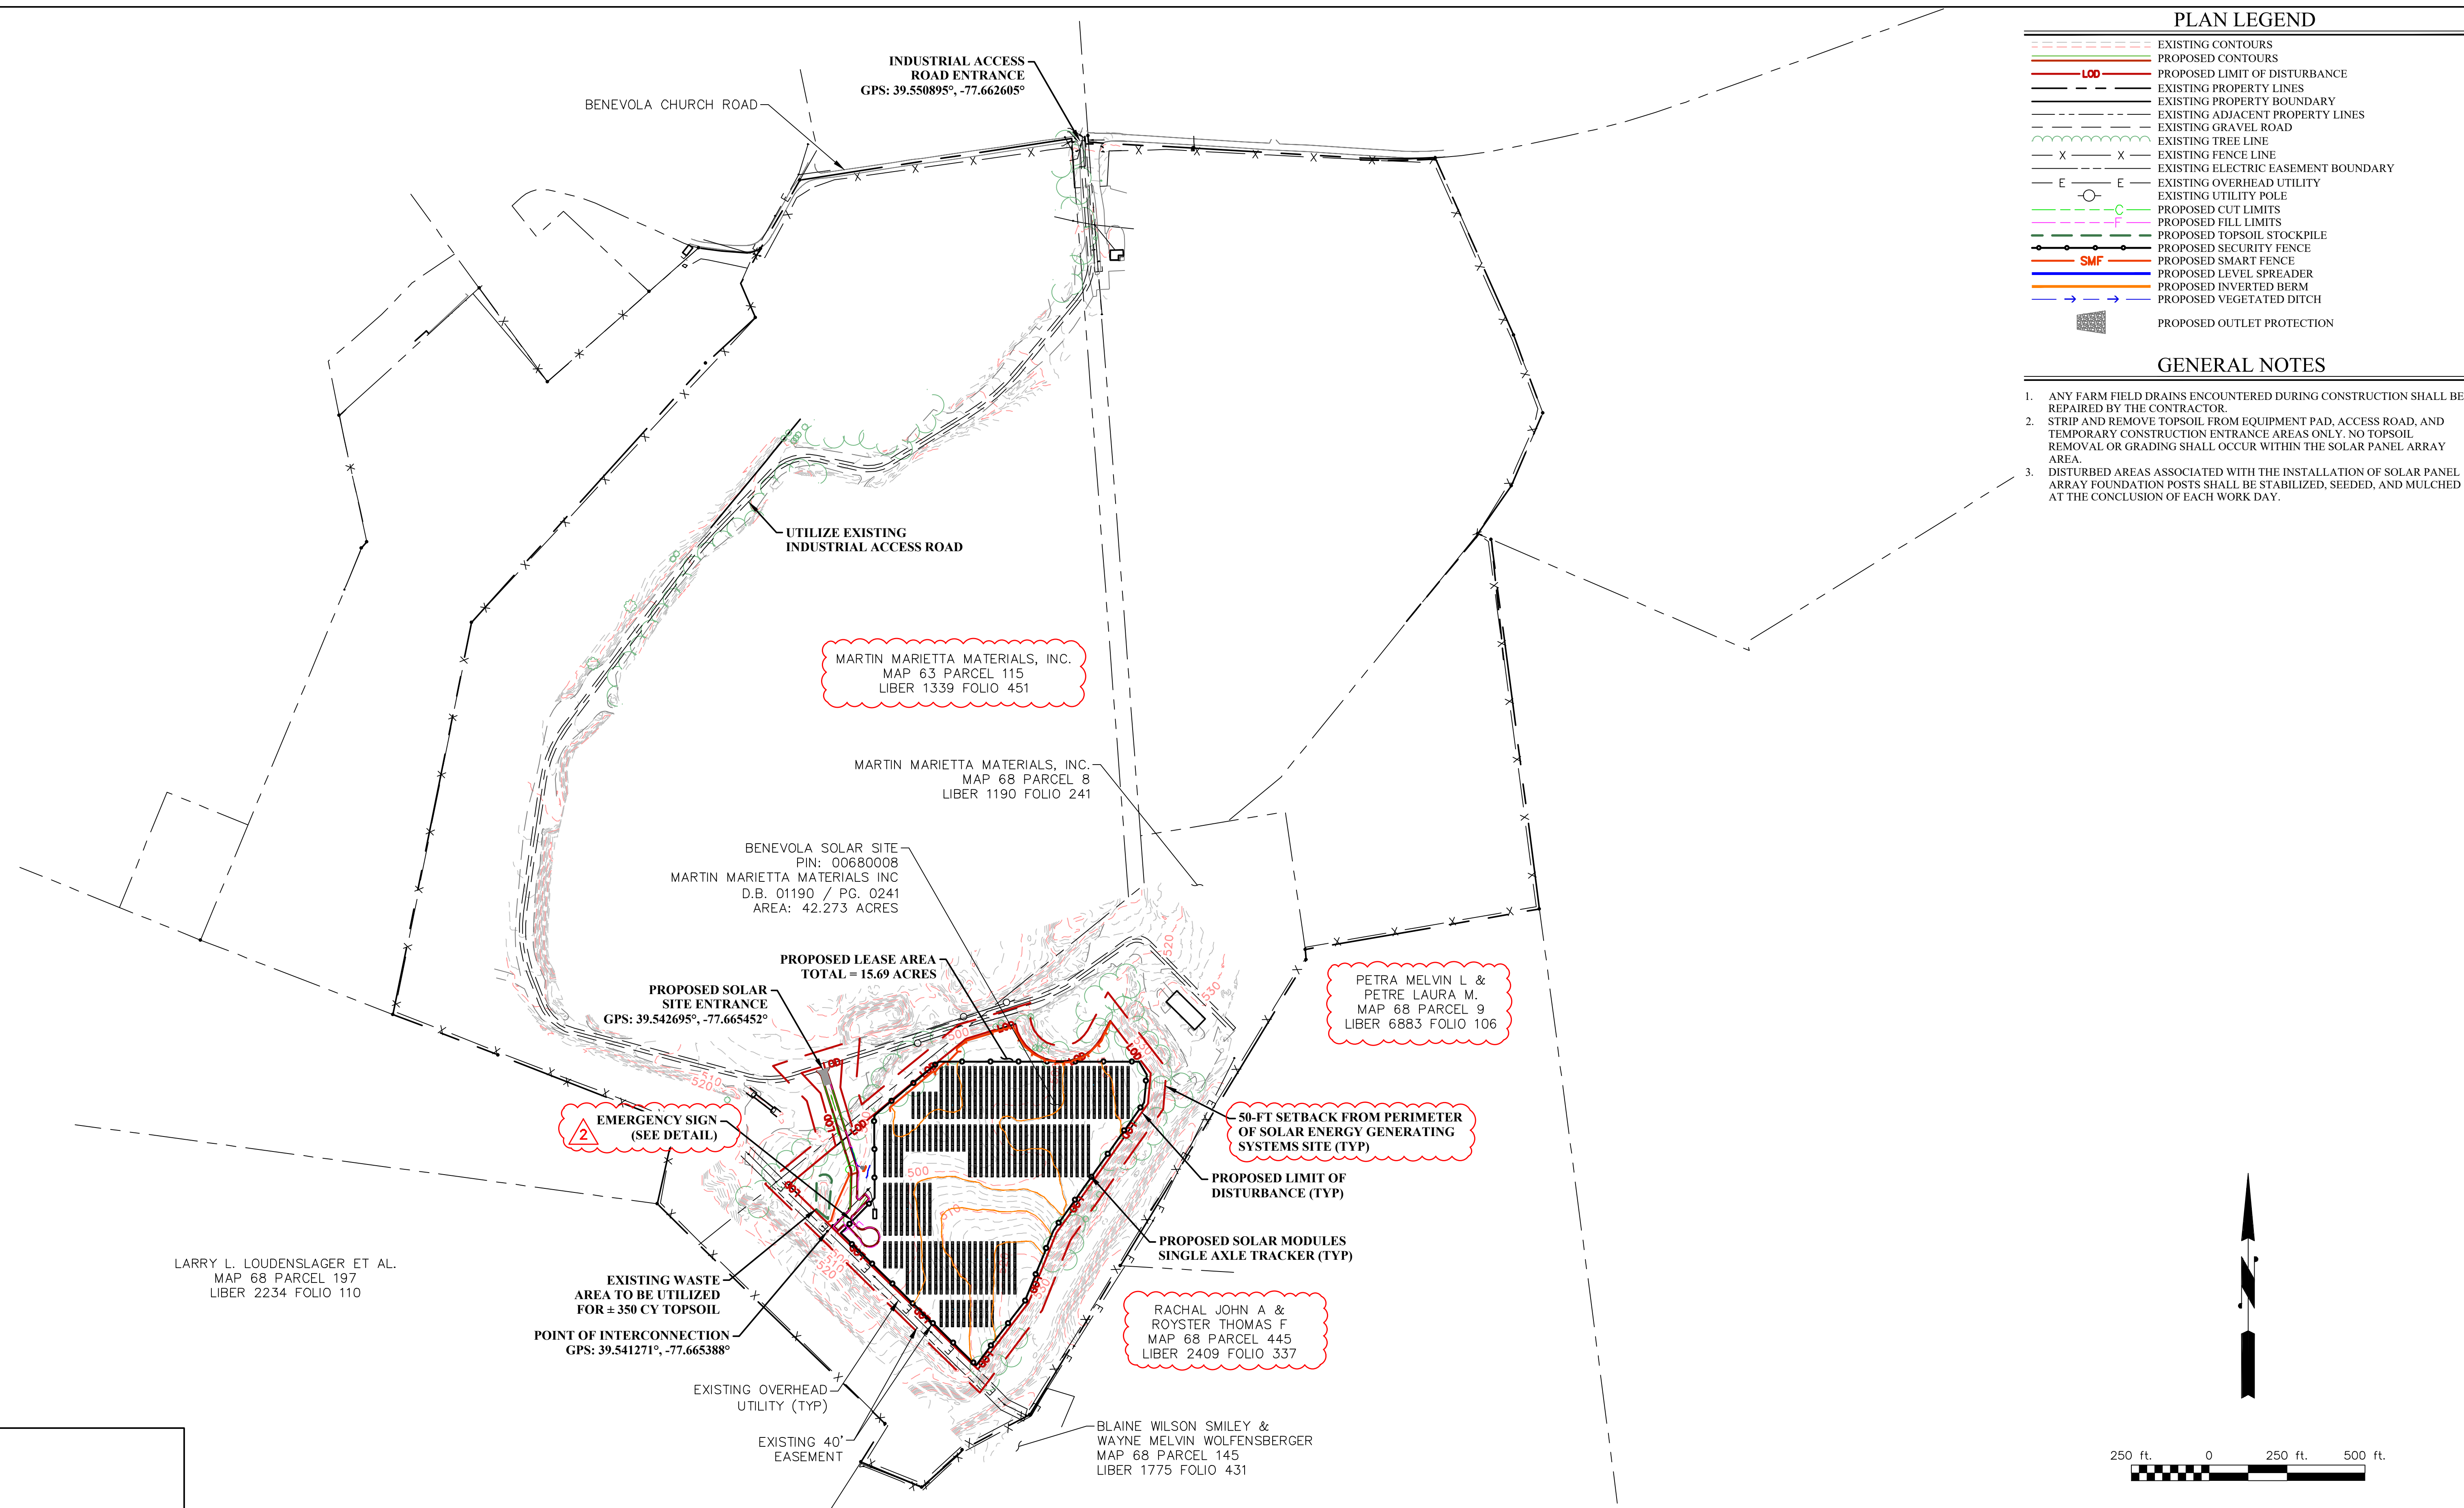 PLAN LEGEND
EXISTING CONTOURS
PROPOSED CONTOURS
LOD
PROPOSED LIMIT OF DISTURBANCE
EXISTING PROPERTY LINES
EXISTING PROPERTY BOUNDARY
EXISTING ADJACENT PROPERTY LINES
EXISTING GRAVEL ROAD
EXISTING TREE LINE
X X
EXISTING FENCE LINE
EXISTING ELECTRIC EASEMENT BOUNDARY
E E
EXISTING OVERHEAD UTILITY
EXISTING UTILITY POLE
C
PROPOSED CUT LIMITS
F
PROPOSED FILL LIMITS
PROPOSED TOPSOIL STOCKPILE
PROPOSED SECURITY FENCE
SMF
PROPOSED SMART FENCE
PROPOSED LEVEL SPREADER
PROPOSED INVERTED BERM
PROPOSED VEGETATED DITCH
PROPOSED OUTLET PROTECTION
GENERAL NOTES
1. ANY FARM FIELD DRAINS ENCOUNTERED DURING CONSTRUCTION SHALL BE
REPAIRED BY THE CONTRACTOR.
2. STRIP AND REMOVE TOPSOIL FROM EQUIPMENT PAD, ACCESS ROAD, AND
TEMPORARY CONSTRUCTION ENTRANCE AREAS ONLY. NO TOPSOIL
REMOVAL OR GRADING SHALL OCCUR WITHIN THE SOLAR PANEL ARRAY
AREA.
3. DISTURBED AREAS ASSOCIATED WITH THE INSTALLATION OF SOLAR PANEL
ARRAY FOUNDATION POSTS SHALL BE STABILIZED, SEEDED, AND MULCHED
AT THE CONCLUSION OF EACH WORK DAY.
INDUSTRIAL ACCESS
ROAD ENTRANCE
GPS: 39.550895°, -77.662605°
BENEVOLA CHURCH ROAD
UTILIZE EXISTING
INDUSTRIAL ACCESS ROAD
MARTIN MARIETTA MATERIALS, INC.
MAP 63 PARCEL 115
LIBER 1339 FOLIO 451
MARTIN MARIETTA MATERIALS, INC.
MAP 68 PARCEL 8
LIBER 1190 FOLIO 241
BENEVOLA SOLAR SITE
PIN: 00680008
MARTIN MARIETTA MATERIALS INC
D.B. 01190 / PG. 0241
AREA: 42.273 ACRES
PROPOSED LEASE AREA
TOTAL = 15.69 ACRES
PROPOSED SOLAR
SITE ENTRANCE
GPS: 39.542695°, -77.665452°
PETRA MELVIN L &
PETRE LAURA M.
MAP 68 PARCEL 9
LIBER 6883 FOLIO 106
520
530
500
510
520
2
EMERGENCY SIGN
(SEE DETAIL)
50-FT SETBACK FROM PERIMETER
OF SOLAR ENERGY GENERATING
SYSTEMS SITE (TYP)
500
510
PROPOSED LIMIT OF
DISTURBANCE (TYP)
PROPOSED SOLAR MODULES
SINGLE AXLE TRACKER (TYP)
LARRY L. LOUDENSLAGER ET AL.
MAP 68 PARCEL 197
LIBER 2234 FOLIO 110
510
520
530
EXISTING WASTE
AREA TO BE UTILIZED
FOR ± 350 CY TOPSOIL
POINT OF INTERCONNECTION
GPS: 39.541271°, -77.665388°
RACHAL JOHN A &
ROYSTER THOMAS F
MAP 68 PARCEL 445
LIBER 2409 FOLIO 337
EXISTING OVERHEAD
UTILITY (TYP)
EXISTING 40'
EASEMENT
BLAINE WILSON SMILEY &
WAYNE MELVIN WOLFENSBERGER
MAP 68 PARCEL 145
LIBER 1775 FOLIO 431
250 ft. 0 250 ft. 500 ft.